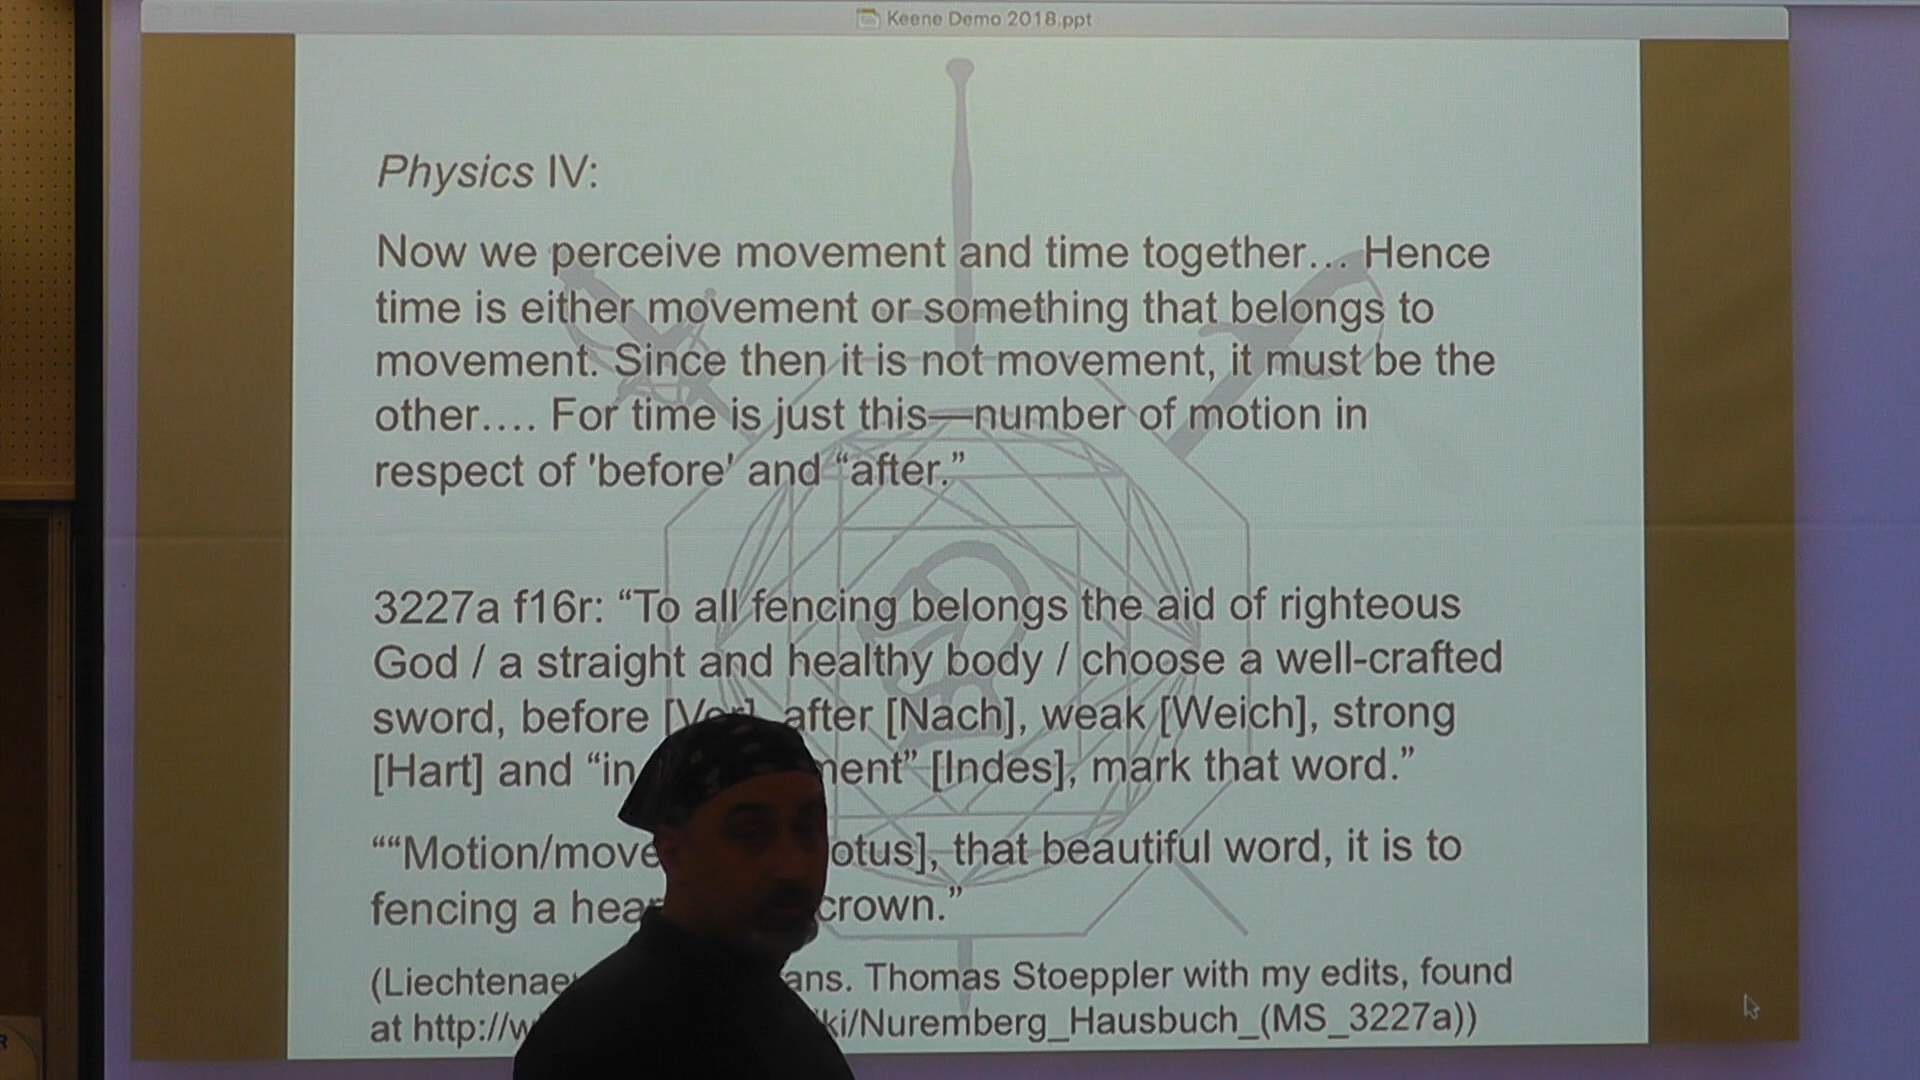 Keene Demo 2018.ppt
Physics IV:
Now we perceive movement and time together… Hence
time is either movement or something that belongs to
movement. Since then it is not movement, it must be the
other…. For time is just this—number of motion in
respect of 'before' and “after.”
3227a f16r: “To all fencing belongs the aid of righteous
God / a straight and healthy body / choose a well-crafted
sword, before [Vor], after [Nach], weak [Weich], strong
[Hart] and “in [Indes], mark that word.”
““Motion/move that beautiful word, it is to
fencing a crown.”
(Liechtenae Thomas Stoeppler with my edits, found
at http://w ki/Nuremberg_Hausbuch_(MS_3227a))